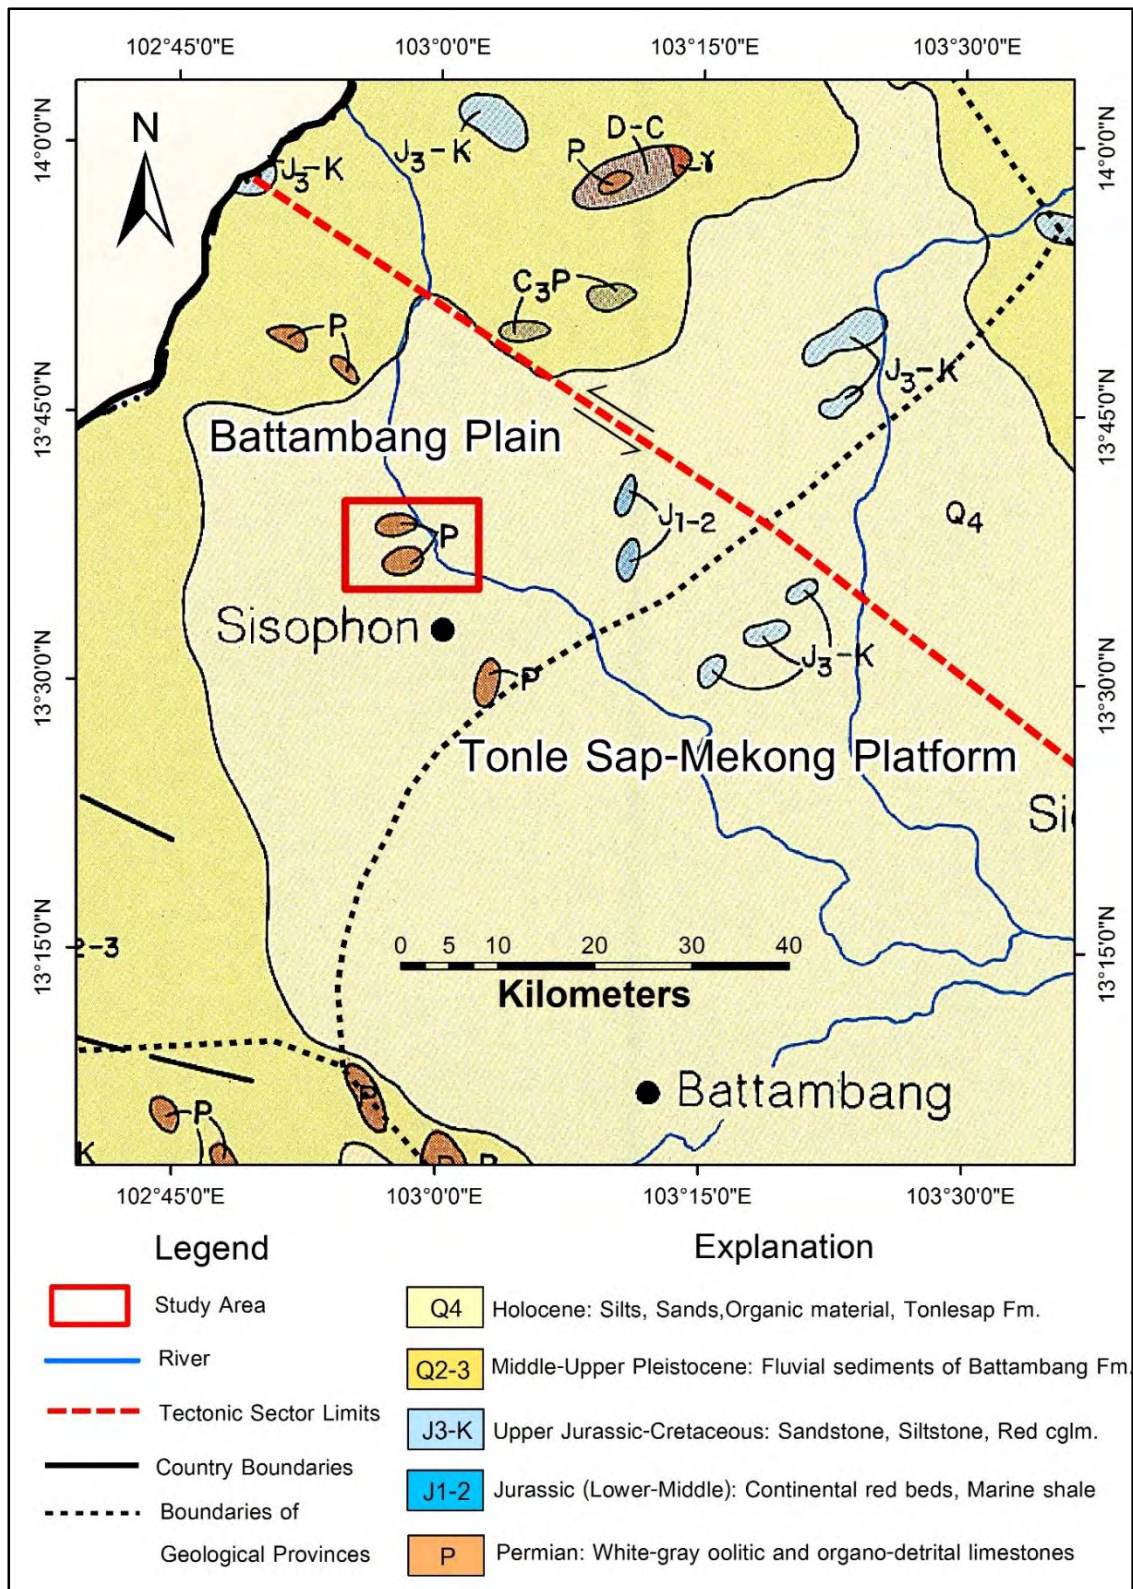 102°45'0"E 103°0'0"E 103°15'0"E 103°30'0"E
14°0'0"N
14°0'0"N
N
J3-K
J3-K
D-C
P
γ
C3P
P
J3-K
13°45'0"N
13°45'0"N
Battambang Plain
P
J1-2
Q4
Sisophon
P
J3-K
13°30'0"N
13°30'0"N
Tonle Sap-Mekong Platform
Si
2-3
0 5 10 20 30 40
Kilometers
13°15'0"N
13°15'0"N
P
P
Battambang
K
P
102°45'0"E 103°0'0"E 103°15'0"E 103°30'0"E
Legend
Study Area
River
Tectonic Sector Limits
Country Boundaries
Boundaries of
Geological Provinces
Explanation
Q4 Holocene: Silts, Sands,Organic material, Tonlesap Fm.
Q2-3 Middle-Upper Pleistocene: Fluvial sediments of Battambang Fm.
J3-K Upper Jurassic-Cretaceous: Sandstone, Siltstone, Red cglm.
J1-2 Jurassic (Lower-Middle): Continental red beds, Marine shale
P Permian: White-gray oolitic and organo-detrital limestones